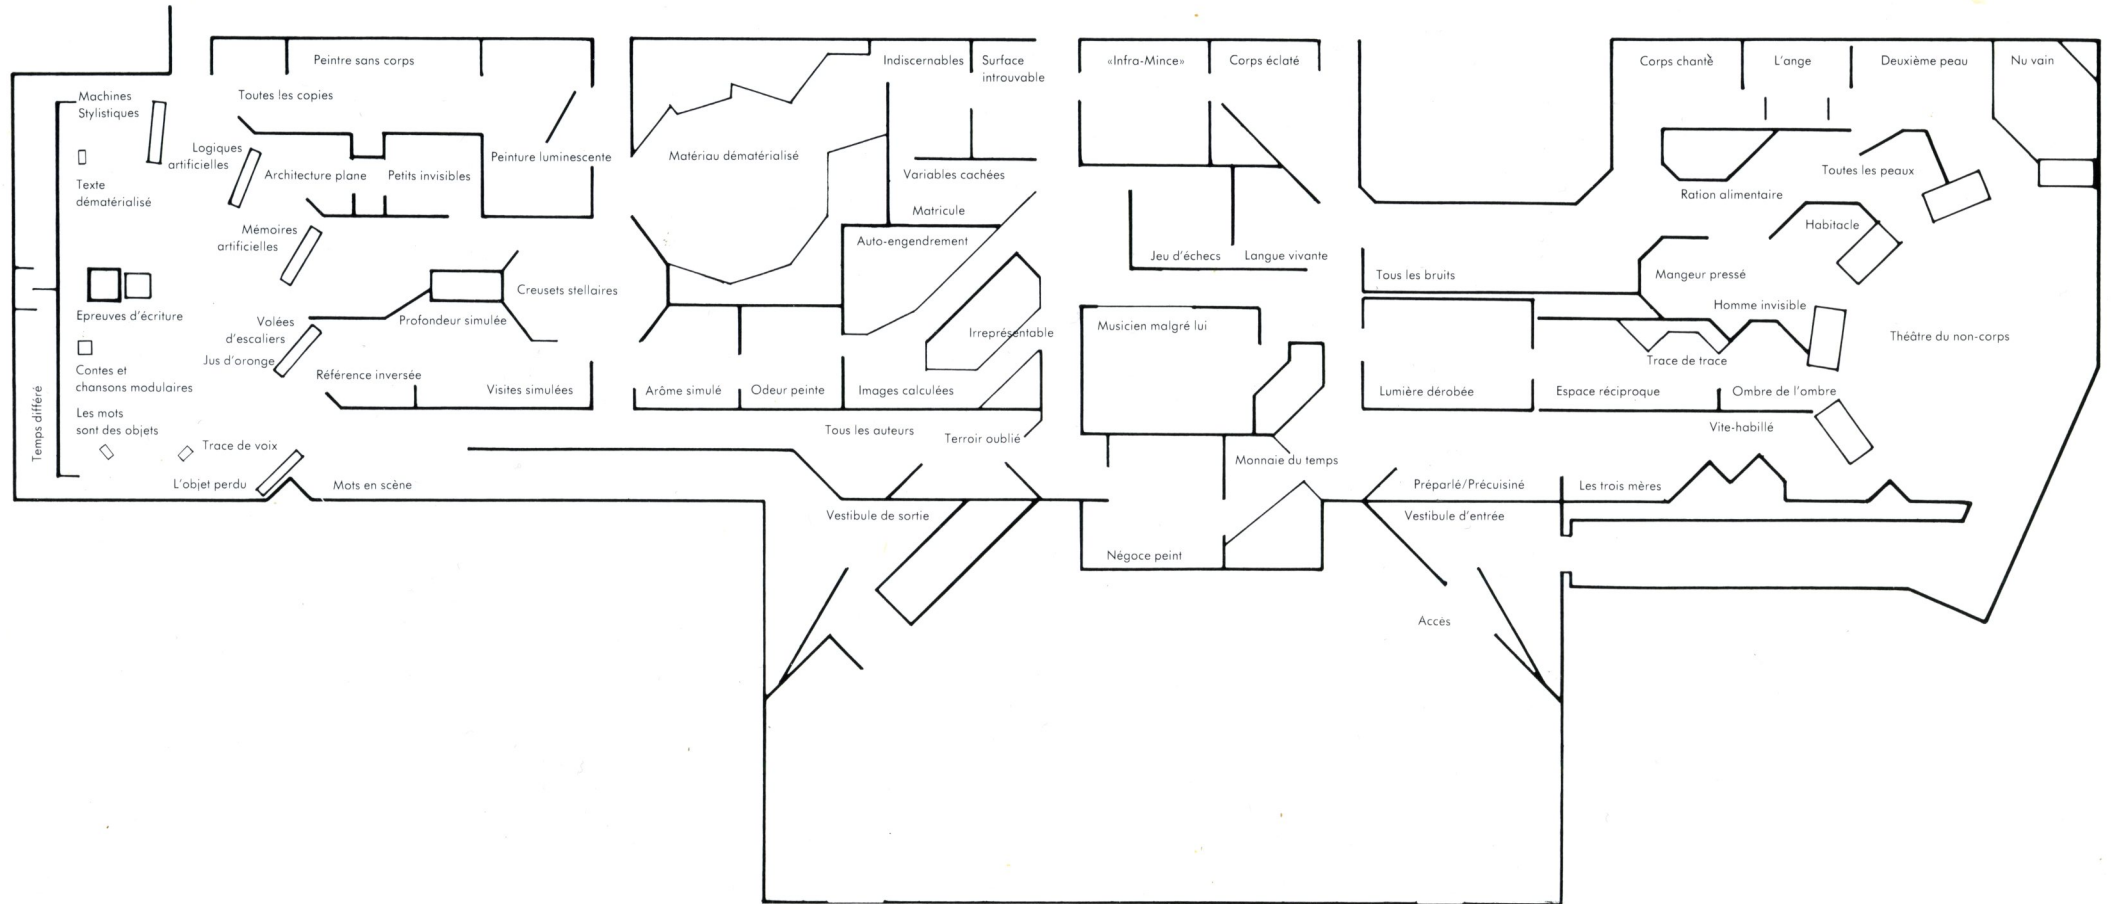 Peintre sans corps
Indiscernables
Surface
introuvable
«Infra-Mince»
Corps éclaté
Corps chantè
L'ange
Deuxième peau
Nu vain
Machines
Stylistiques
Toutes les copies
Logiques
artificielles
Architecture plane
Petits invisibles
Peinture luminescente
Matériau dématérialisé
Variables cachées
Toutes les peaux
Texte
dématérialisé
Ration alimentaire
Matricule
Mémoires
artificielles
Auto-engendrement
Habitacle
Jeu d'échecs
Langue vivante
Tous les bruits
Mangeur pressé
Creusets stellaires
Epreuves d'écriture
Volées
d'escaliers
Profondeur simulée
Irreprésentable
Musicien malgré lui
Homme invisible
Théâtre du non-corps
Jus d'oronge
Trace de trace
Contes et
chansons modulaires
Référence inversée
Visites simulées
Arôme simulé
Odeur peinte
Images calculées
Lumière dérobée
Espace réciproque
Ombre de l'ombre
Temps différé
Les mots
sont des objets
Tous les auteurs
Terroir oublié
Vite-habillé
Trace de voix
Monnaie du temps
L'objet perdu
Mots en scène
Préparlé/Précuisiné
Les trois mères
Vestibule de sortie
Vestibule d'entrée
Négoce peint
Accès